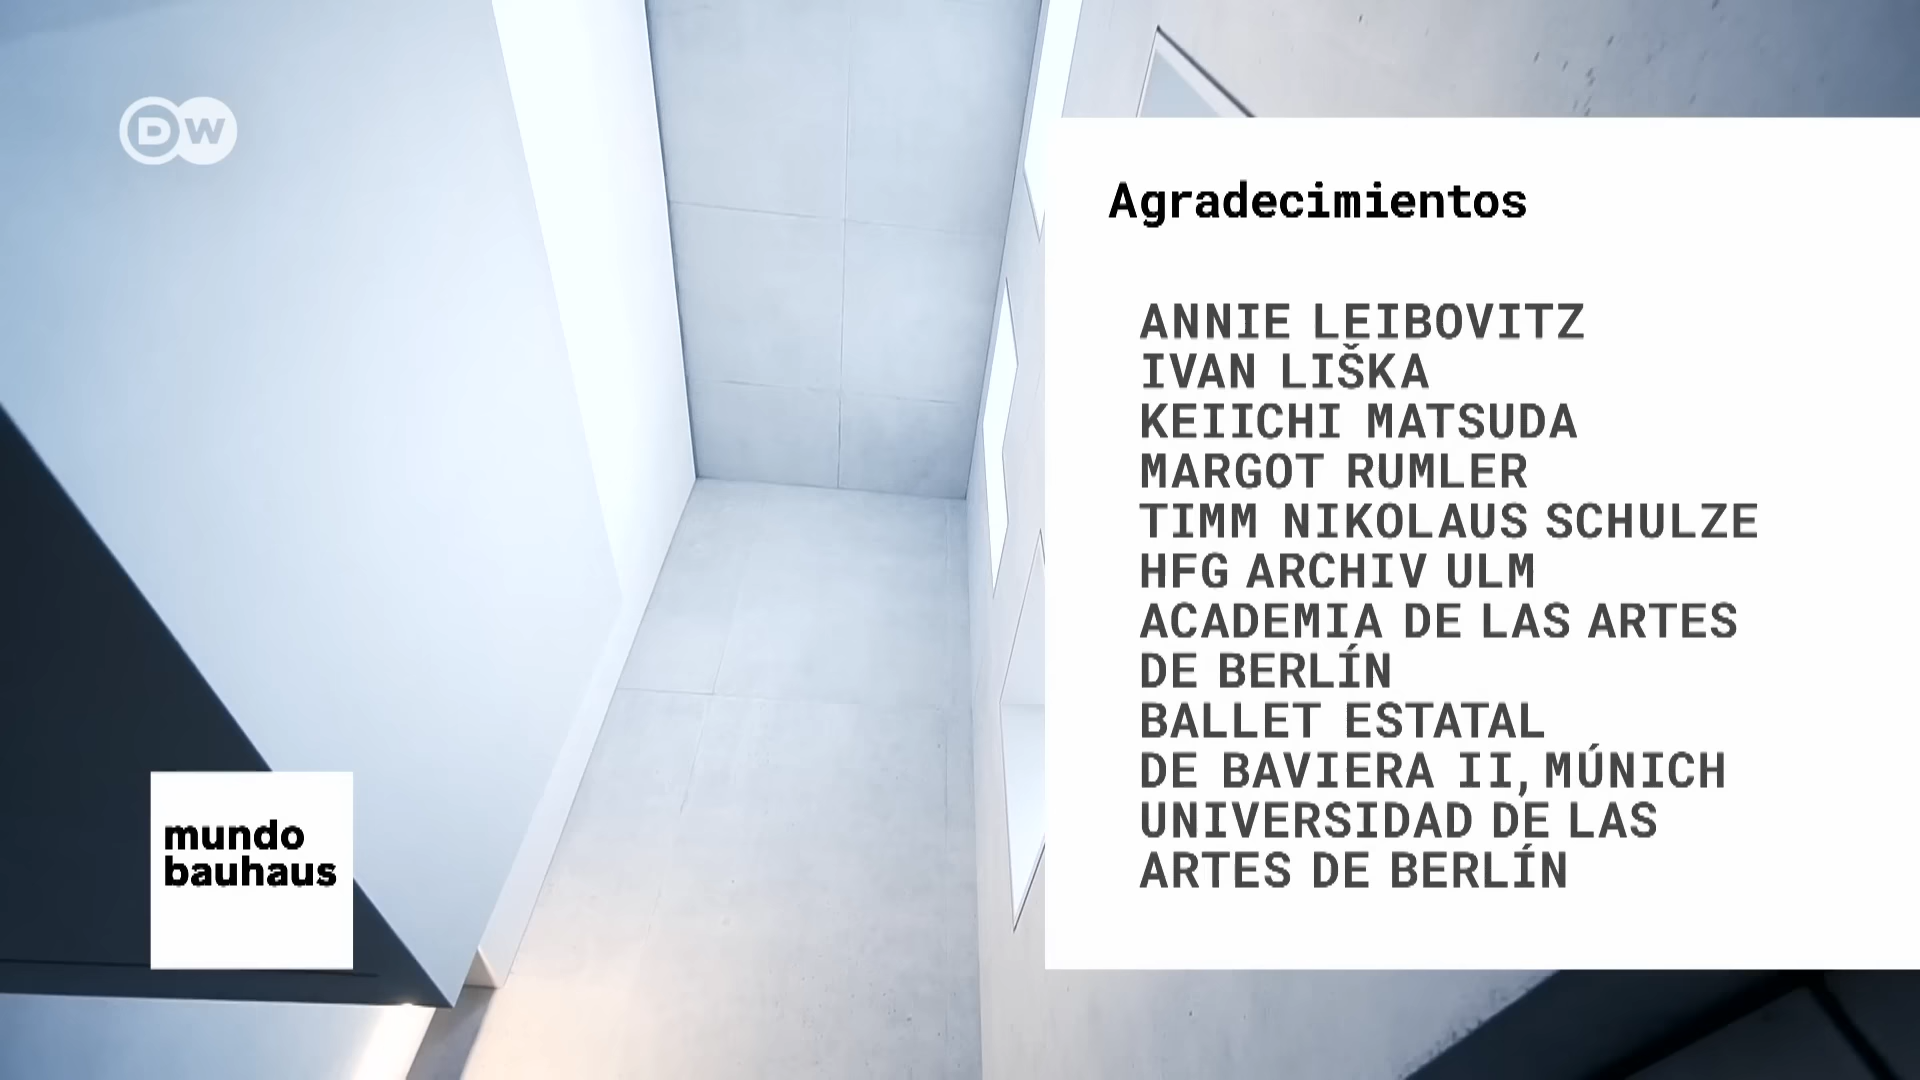 DW
Agradecimientos
ANNIE LEIBOVITZ
IVAN LIŠKA
KEIICHI MATSUDA
MARGOT RUMLER
TIMM NIKOLAUS SCHULZE
HFG ARCHIV ULM
ACADEMIA DE LAS ARTES
DE BERLÍN
BALLET ESTATAL
DE BAVIERA II, MÚNICH
UNIVERSIDAD DE LAS
ARTES DE BERLÍN
mundo
bauhaus